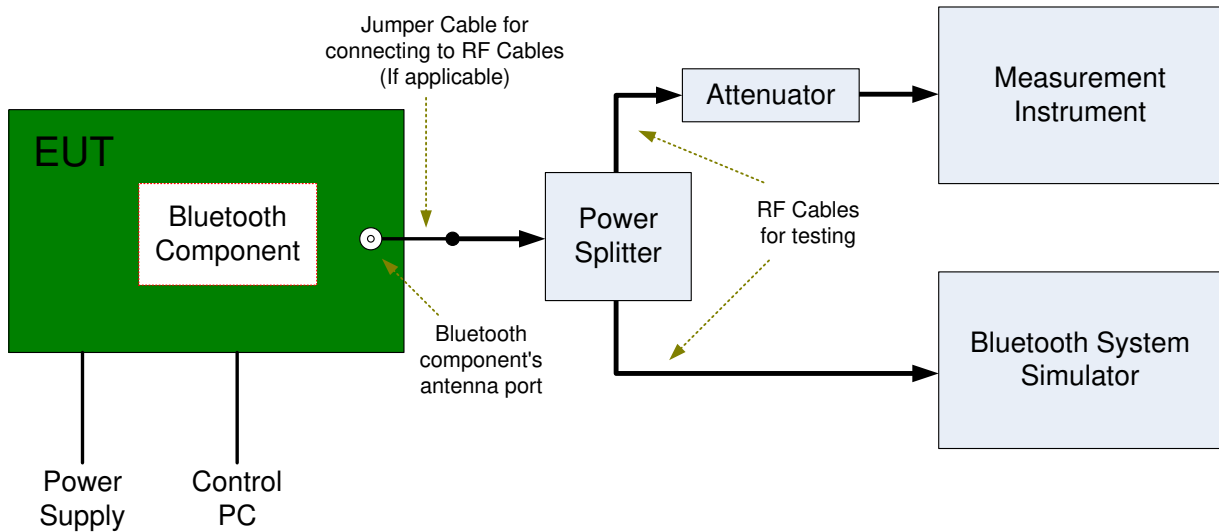 Jumper Cable for
connecting to RF Cables
(If applicable)
EUT
Bluetooth
Component
Power
Splitter
Attenuator
Measurement
Instrument
RF Cables
for testing
Bluetooth
component's
antenna port
Bluetooth System
Simulator
Power
Supply
Control
PC